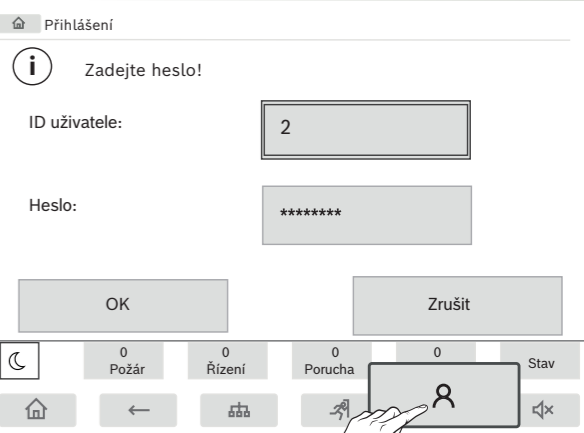 Přihlášení
i
Zadejte heslo!
ID uživatele:
2
Heslo:
********
OK
Zrušit
0
Požár
0
Řízení
0
Porucha
0
Stav